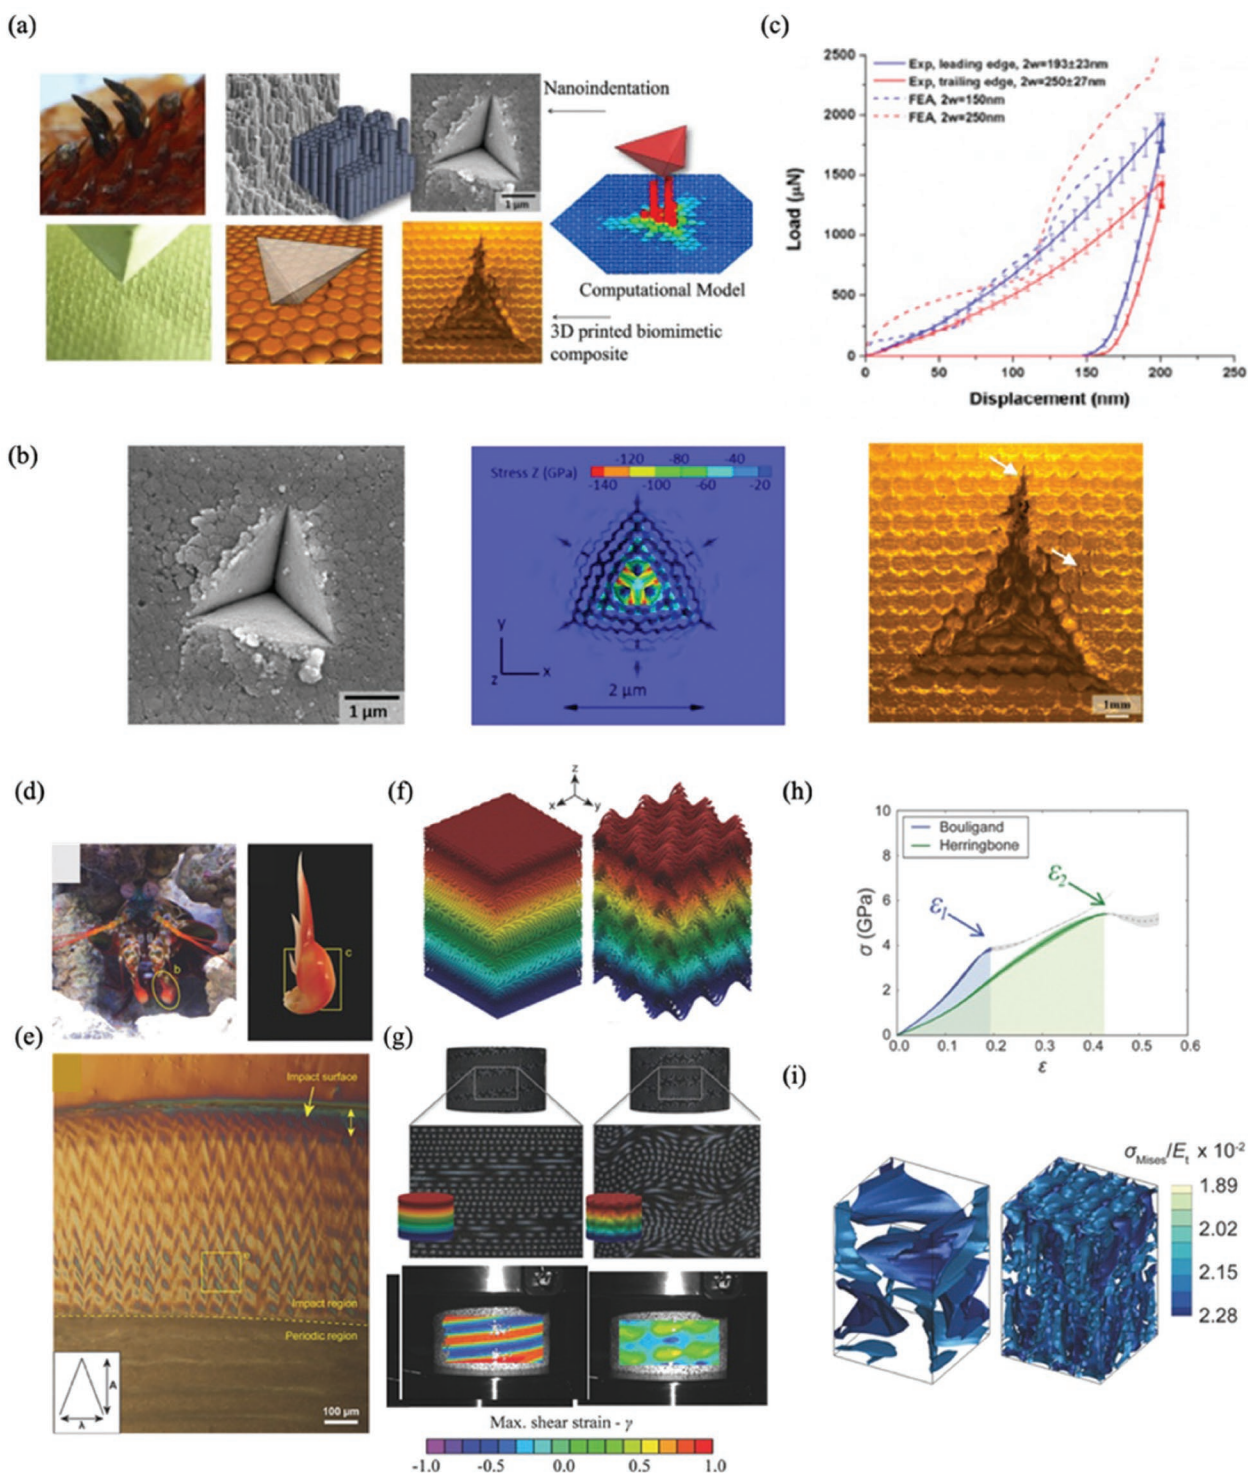 (a)
Nanoindentation
1 μm
Computational Model
3D printed biomimetic
composite
(c)
Exp, leading edge, 2w=193±23nm
Exp, trailing edge, 2w=250±27nm
FEA, 2w=150nm
FEA, 2w=250nm
Load (μN)
2500
2000
1500
1000
500
0
0 50 100 150 200 250
Displacement (nm)
(b)
1 μm
Stress Z (GPa)
-120 -80 -40
-140 -100 -60 -20
y
z x
2 μm
1mm
(d)
b
c
(f)
z
x y
(h)
Bouligand
Herringbone
σ (GPa)
10
8
6
4
2
0
ε1
ε2
0.0 0.1 0.2 0.3 0.4 0.5 0.6
ε
(e)
Impact surface
e
Impact region
Periodic region
A
λ
100 μm
(g)
Max. shear strain - γ
-1.0 -0.5 0.0 0.5 1.0
(i)
σMises/Et x 10-2
1.89
2.02
2.15
2.28